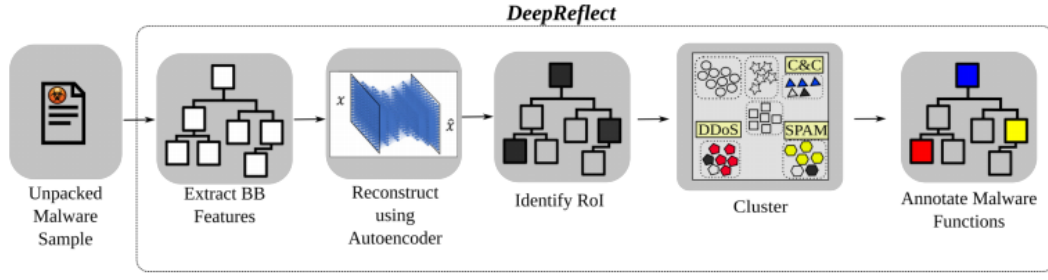 DeepReflect
C&C
x
x̂
DDoS
SPAM
Unpacked
Malware
Sample
Extract BB
Features
Reconstruct
using
Autoencoder
Identify RoI
Cluster
Annotate Malware
Functions